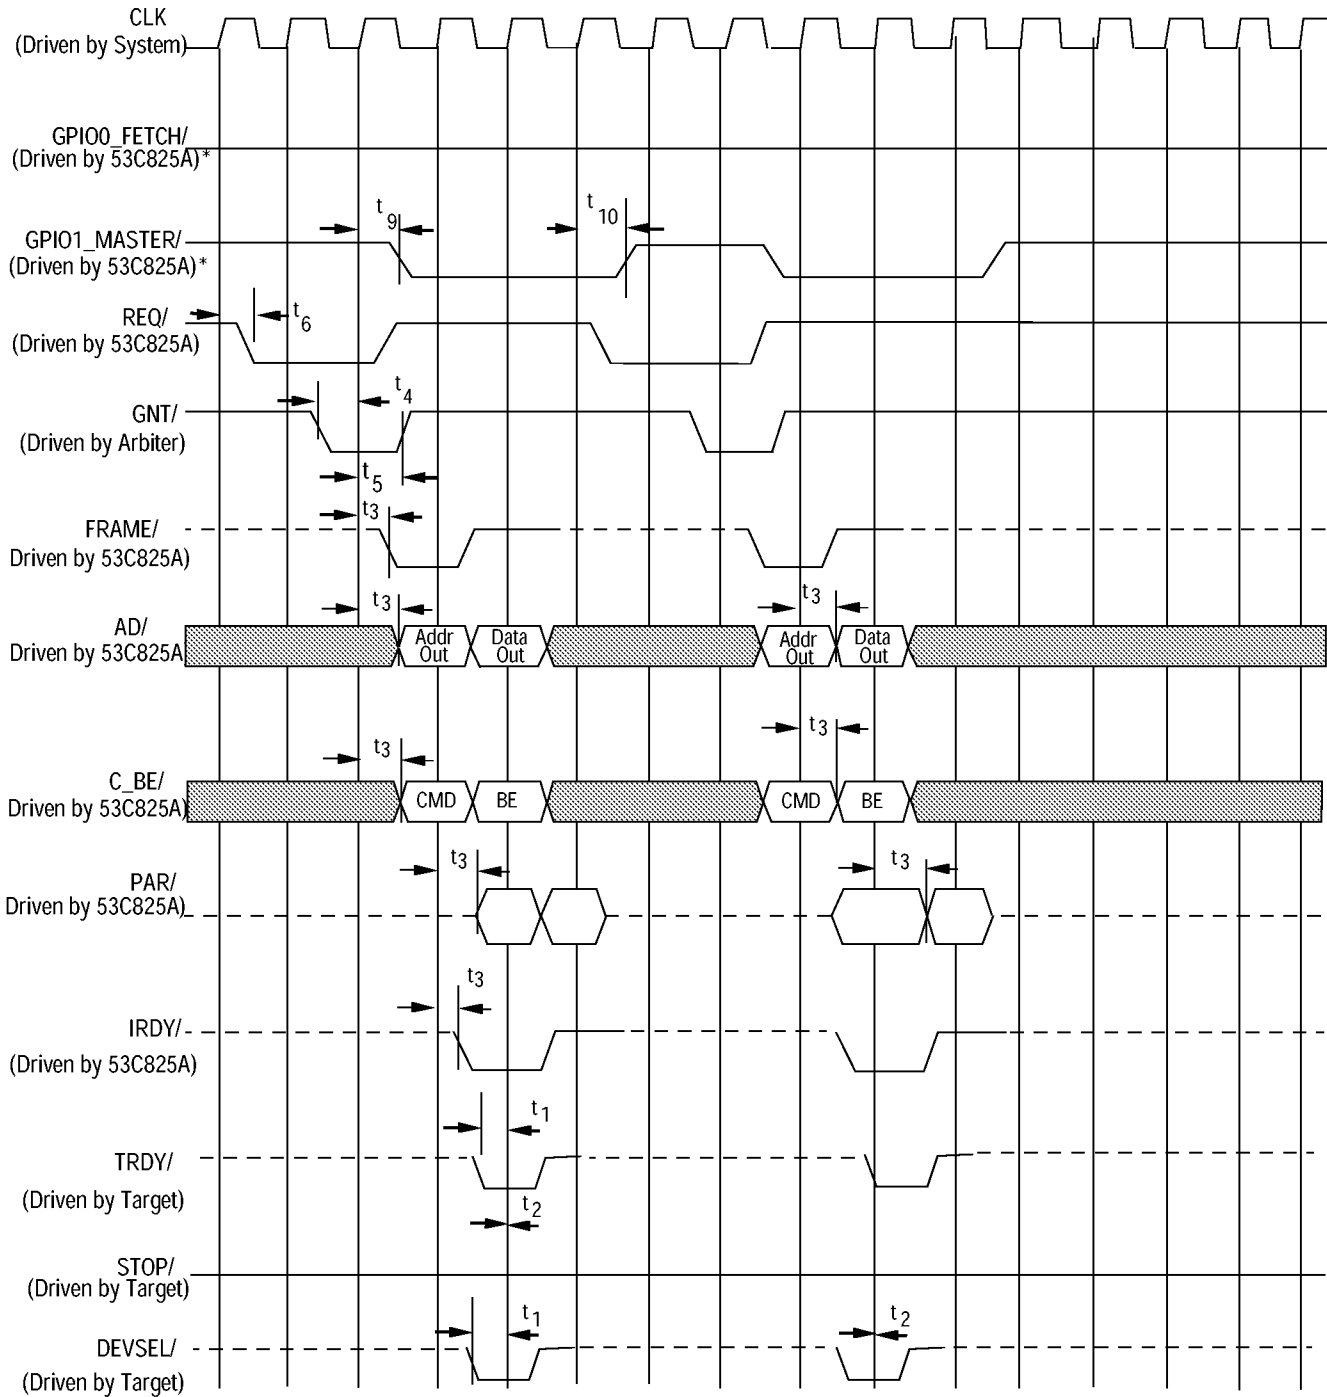 CLK
(Driven by System)
GPIO0_FETCH/
(Driven by 53C825A)*
t9
t10
GPIO1_MASTER/
(Driven by 53C825A)*
t6
REQ/
(Driven by 53C825A)
t4
GNT/
(Driven by Arbiter)
t5
t3
FRAME/
Driven by 53C825A)
t3
t3
AD/
Driven by 53C825A
Addr Out
Data Out
Addr Out
Data Out
t3
t3
C_BE/
Driven by 53C825A)
CMD
BE
CMD
BE
t3
t3
PAR/
Driven by 53C825A)
t3
IRDY/
(Driven by 53C825A)
t1
TRDY/
(Driven by Target)
t2
STOP/
(Driven by Target)
t1
t2
DEVSEL/
(Driven by Target)